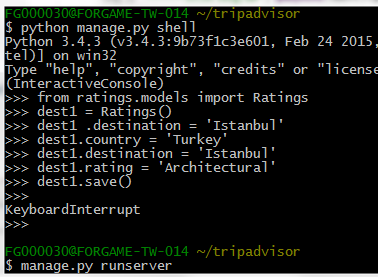 FG000030@FORGAME-TW-014 ~/tripadvisor
$ python manage.py shell
Python 3.4.3 (v3.4.3:9b73f1c3e601, Feb 24 2015,
tel)] on win32
Type "help", "copyright", "credits" or "license
(InteractiveConsole)
>>> from ratings.models import Ratings
>>> dest1 = Ratings()
>>> dest1 .destination = 'Istanbul'
>>> dest1.country = 'Turkey'
>>> dest1.destination = 'Istanbul'
>>> dest1.rating = 'Architectural'
>>> dest1.save()
>>>
KeyboardInterrupt
>>>
FG000030@FORGAME-TW-014 ~/tripadvisor
$ manage.py runserver